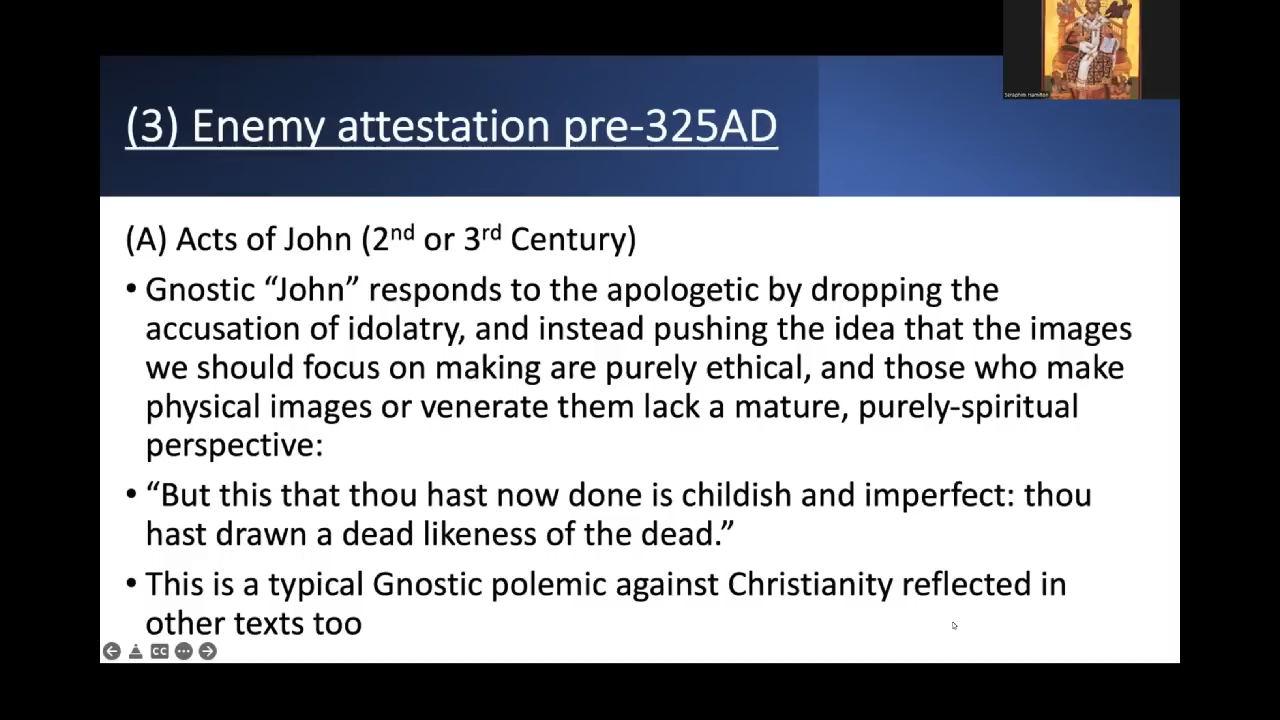 Seraphim Hamilton
(3) Enemy attestation pre-325AD
(A) Acts of John (2nd or 3rd Century)
• Gnostic “John” responds to the apologetic by dropping the
accusation of idolatry, and instead pushing the idea that the images
we should focus on making are purely ethical, and those who make
physical images or venerate them lack a mature, purely-spiritual
perspective:
• “But this that thou hast now done is childish and imperfect: thou
hast drawn a dead likeness of the dead.”
• This is a typical Gnostic polemic against Christianity reflected in
other texts too
CC